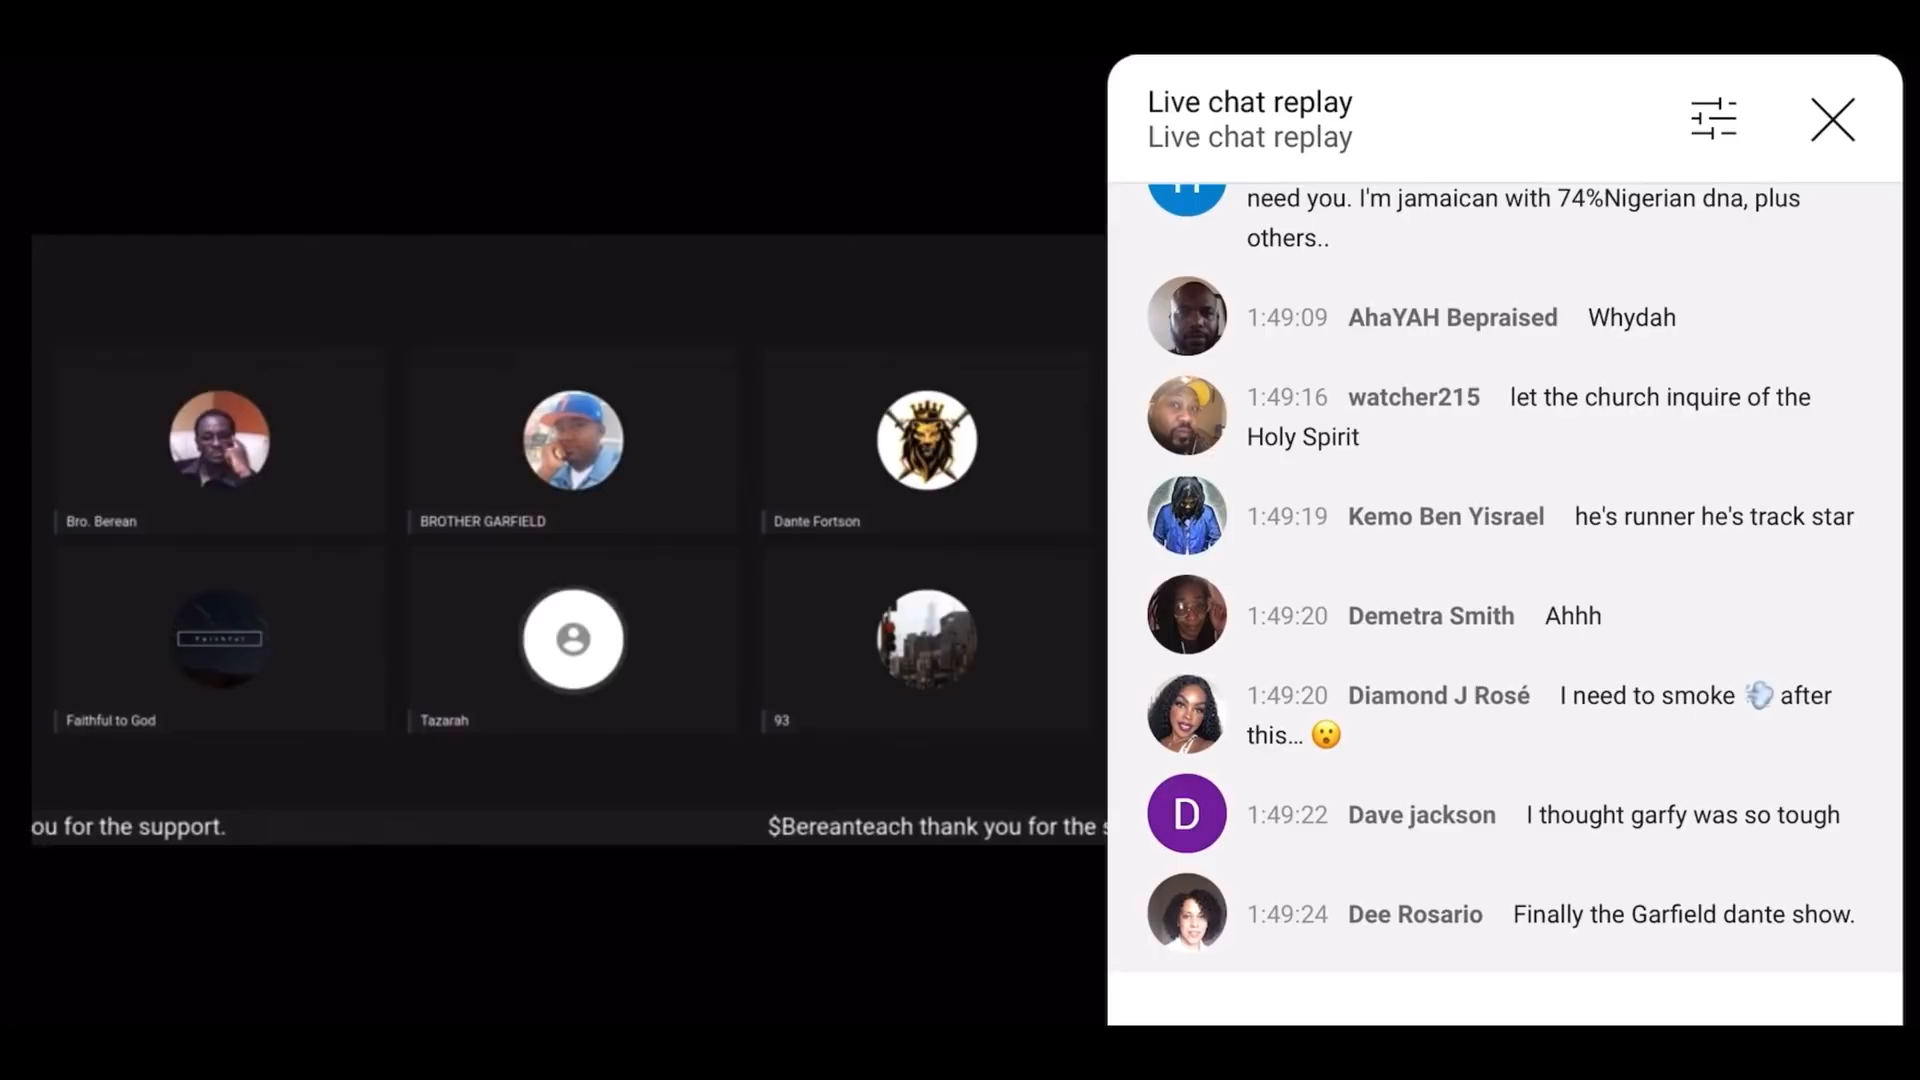 Bro. Berean
BROTHER GARFIELD
Dante Fortson
Faithful
Faithful to God
Tazarah
93
ou for the support.
$Bereanteach thank you for the s
Live chat replay
Live chat replay
need you. I'm jamaican with 74%Nigerian dna, plus
others..
1:49:09 AhaYAH Bepraised Whydah
1:49:16 watcher215 let the church inquire of the
Holy Spirit
1:49:19 Kemo Ben Yisrael he's runner he's track star
1:49:20 Demetra Smith Ahhh
1:49:20 Diamond J Rosé I need to smoke 💨 after
this... 😮
D
1:49:22 Dave jackson I thought garfy was so tough
1:49:24 Dee Rosario Finally the Garfield dante show.